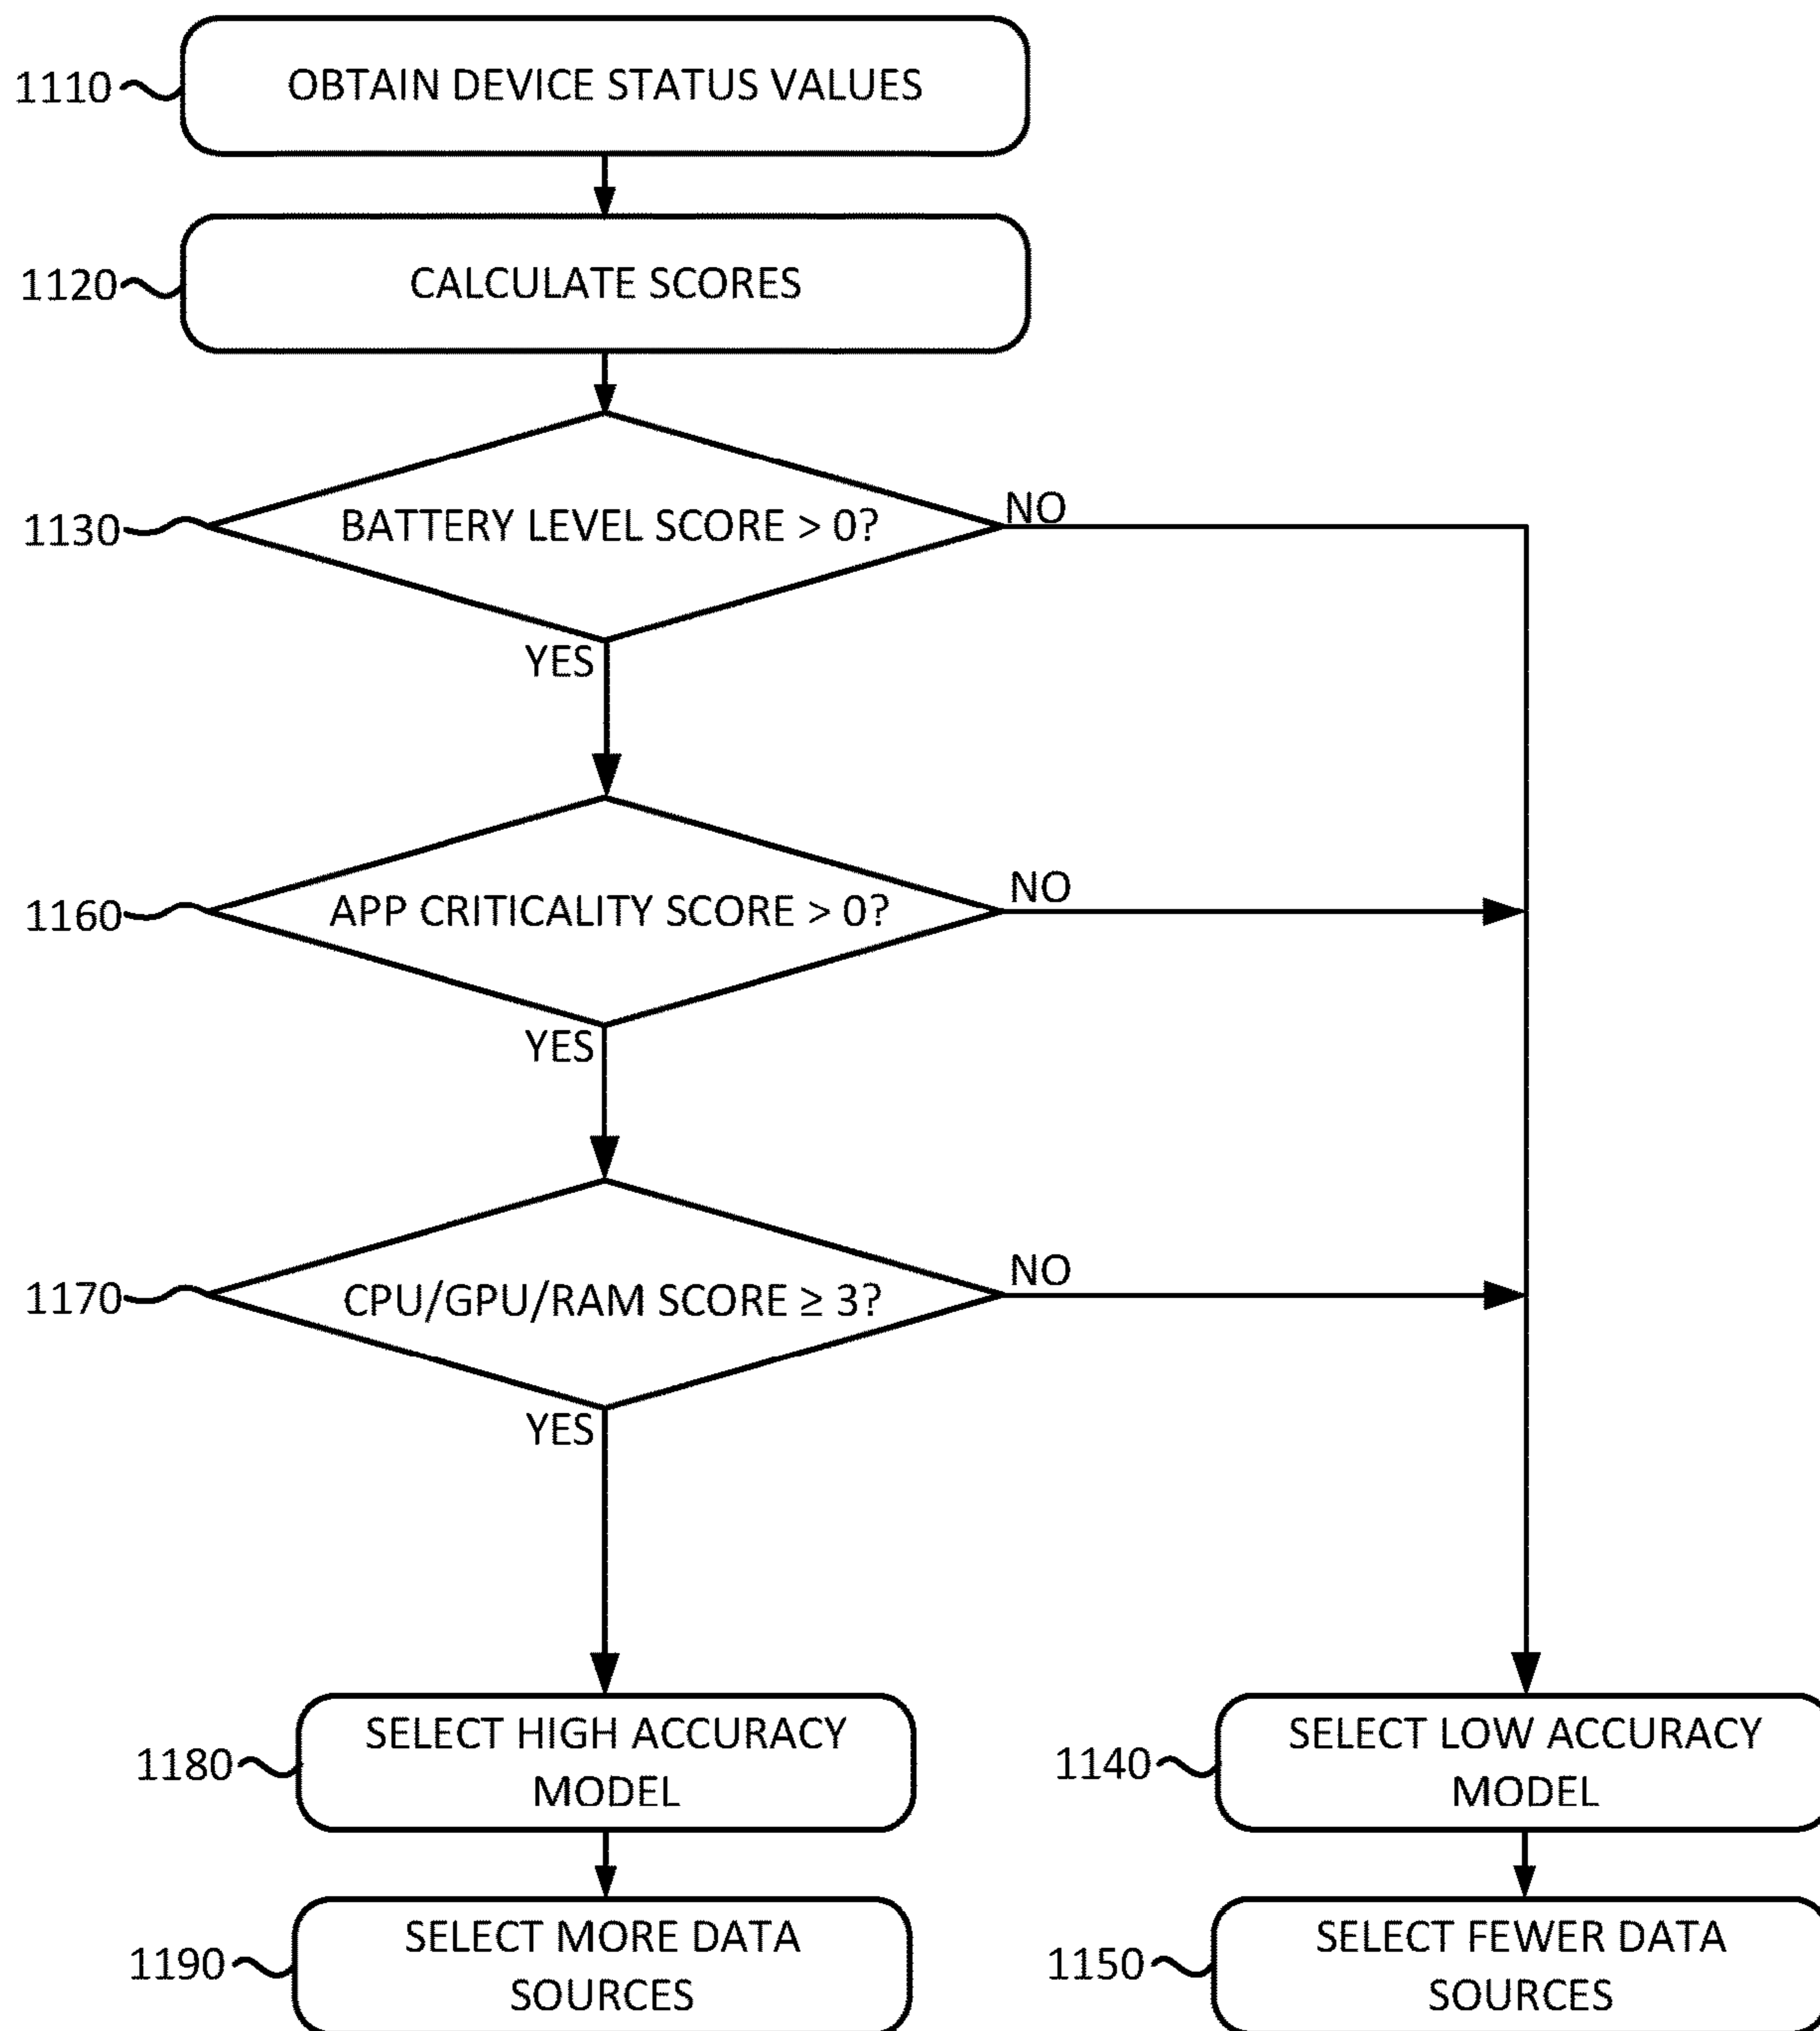 1110
OBTAIN DEVICE STATUS VALUES
1120
CALCULATE SCORES
1130
BATTERY LEVEL SCORE > 0?
NO
YES
1160
APP CRITICALITY SCORE > 0?
NO
YES
1170
CPU/GPU/RAM SCORE ≥ 3?
NO
YES
1180
SELECT HIGH ACCURACY
MODEL
1140
SELECT LOW ACCURACY
MODEL
1190
SELECT MORE DATA
SOURCES
1150
SELECT FEWER DATA
SOURCES